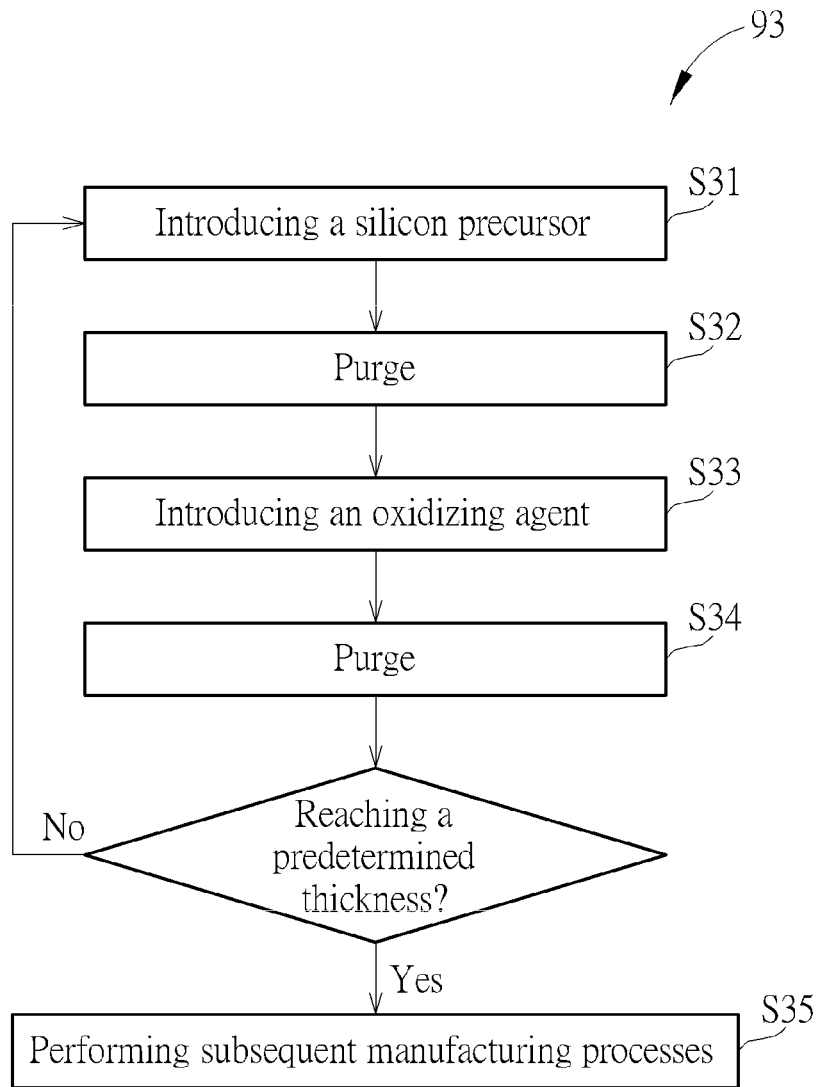 93
S31
Introducing a silicon precursor
S32
Purge
S33
Introducing an oxidizing agent
S34
Purge
Reaching a
predetermined
thickness?
No
Yes
S35
Performing subsequent manufacturing processes